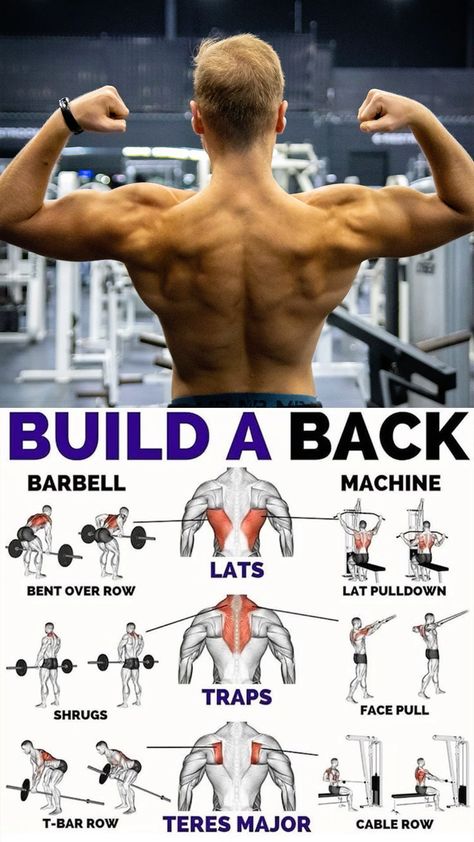 BUILD A BACK
BARBELL
MACHINE
BENT OVER ROW
LATS
LAT PULLDOWN
SHRUGS
TRAPS
FACE PULL
T-BAR ROW
TERES MAJOR
CABLE ROW